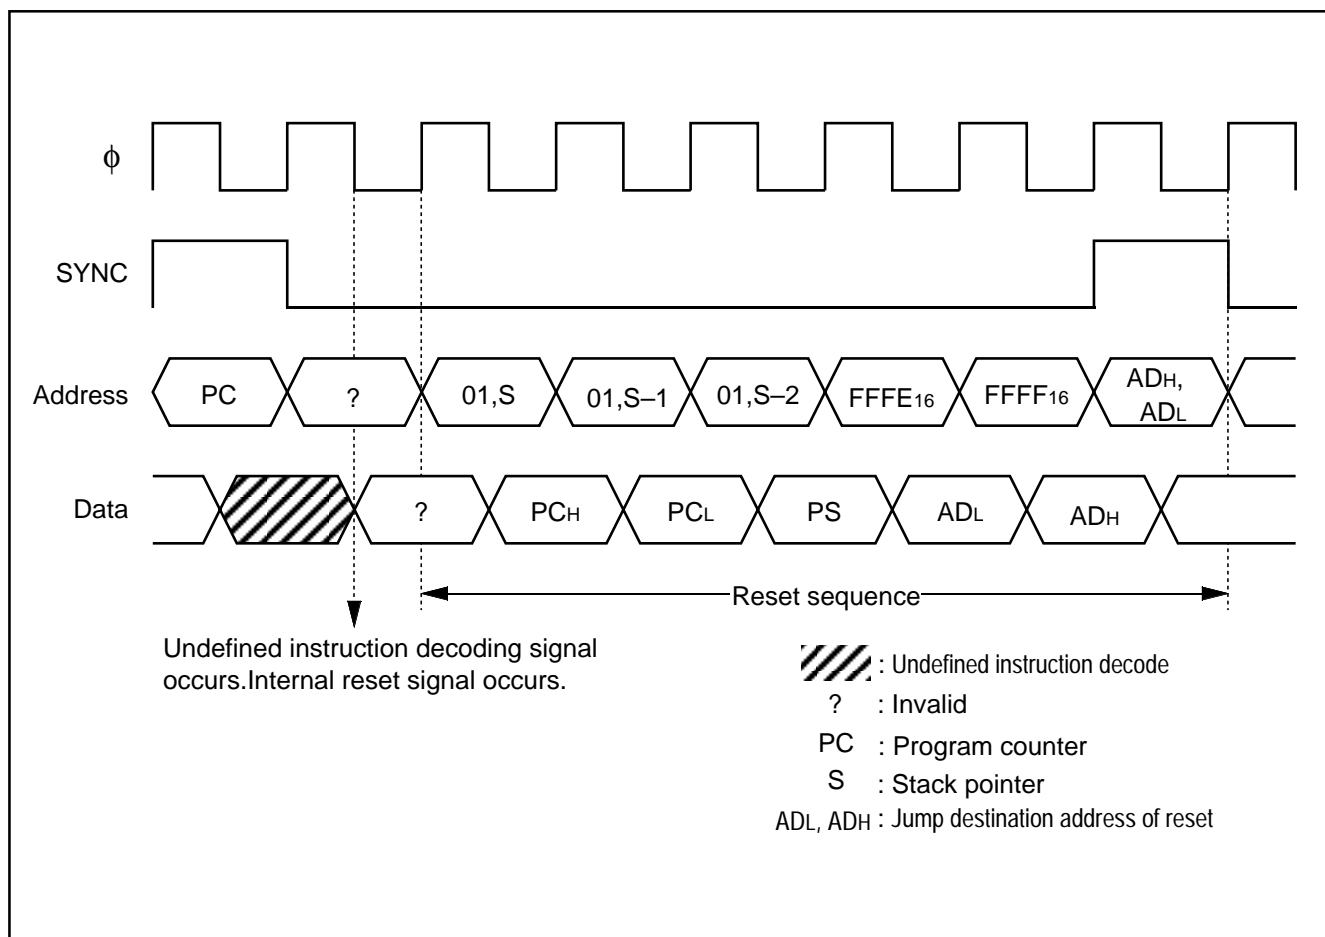 ϕ
SYNC
Address PC ? 01,S 01,S–1 01,S–2 FFFE16 FFFF16 ADH,
ADL
Data ? PCH PCL PS ADL ADH
Reset sequence
Undefined instruction decoding signal
occurs.Internal reset signal occurs.
: Undefined instruction decode
? : Invalid
PC : Program counter
S : Stack pointer
ADL, ADH : Jump destination address of reset